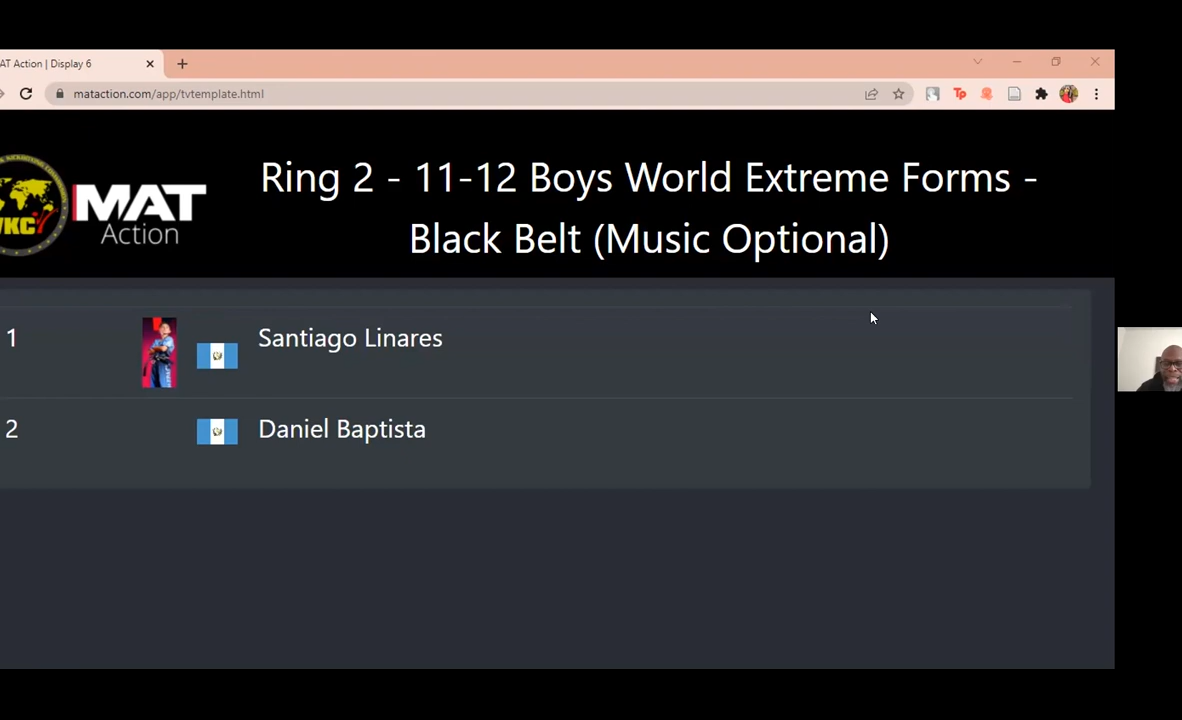 AT Action | Display 6
mataction.com/app/tvtemplate.html
MAT
Action
Ring 2 - 11-12 Boys World Extreme Forms -
Black Belt (Music Optional)
1
Santiago Linares
2
Daniel Baptista